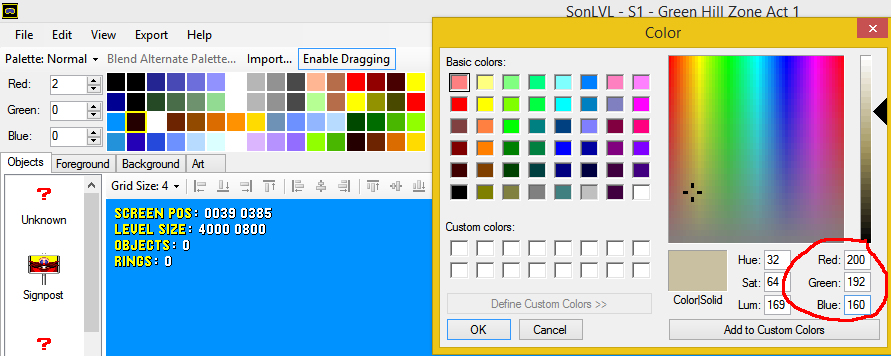 SonLVL - S1 - Green Hill Zone Act 1
File Edit View Export Help
Palette: Normal Blend Alternate Palette... Import... Enable Dragging
Red: 2
Green: 0
Blue: 0
Objects Foreground Background Art
Grid Size: 4
?
Unknown
Signpost
?
SCREEN POS: 0039 0385
LEVEL SIZE: 4000 0800
OBJECTS: 0
RINGS: 0
Color
Basic colors:
Custom colors:
Define Custom Colors >>
OK Cancel
Color|Solid
Hue: 32 Red: 200
Sat: 64 Green: 192
Lum: 169 Blue: 160
Add to Custom Colors